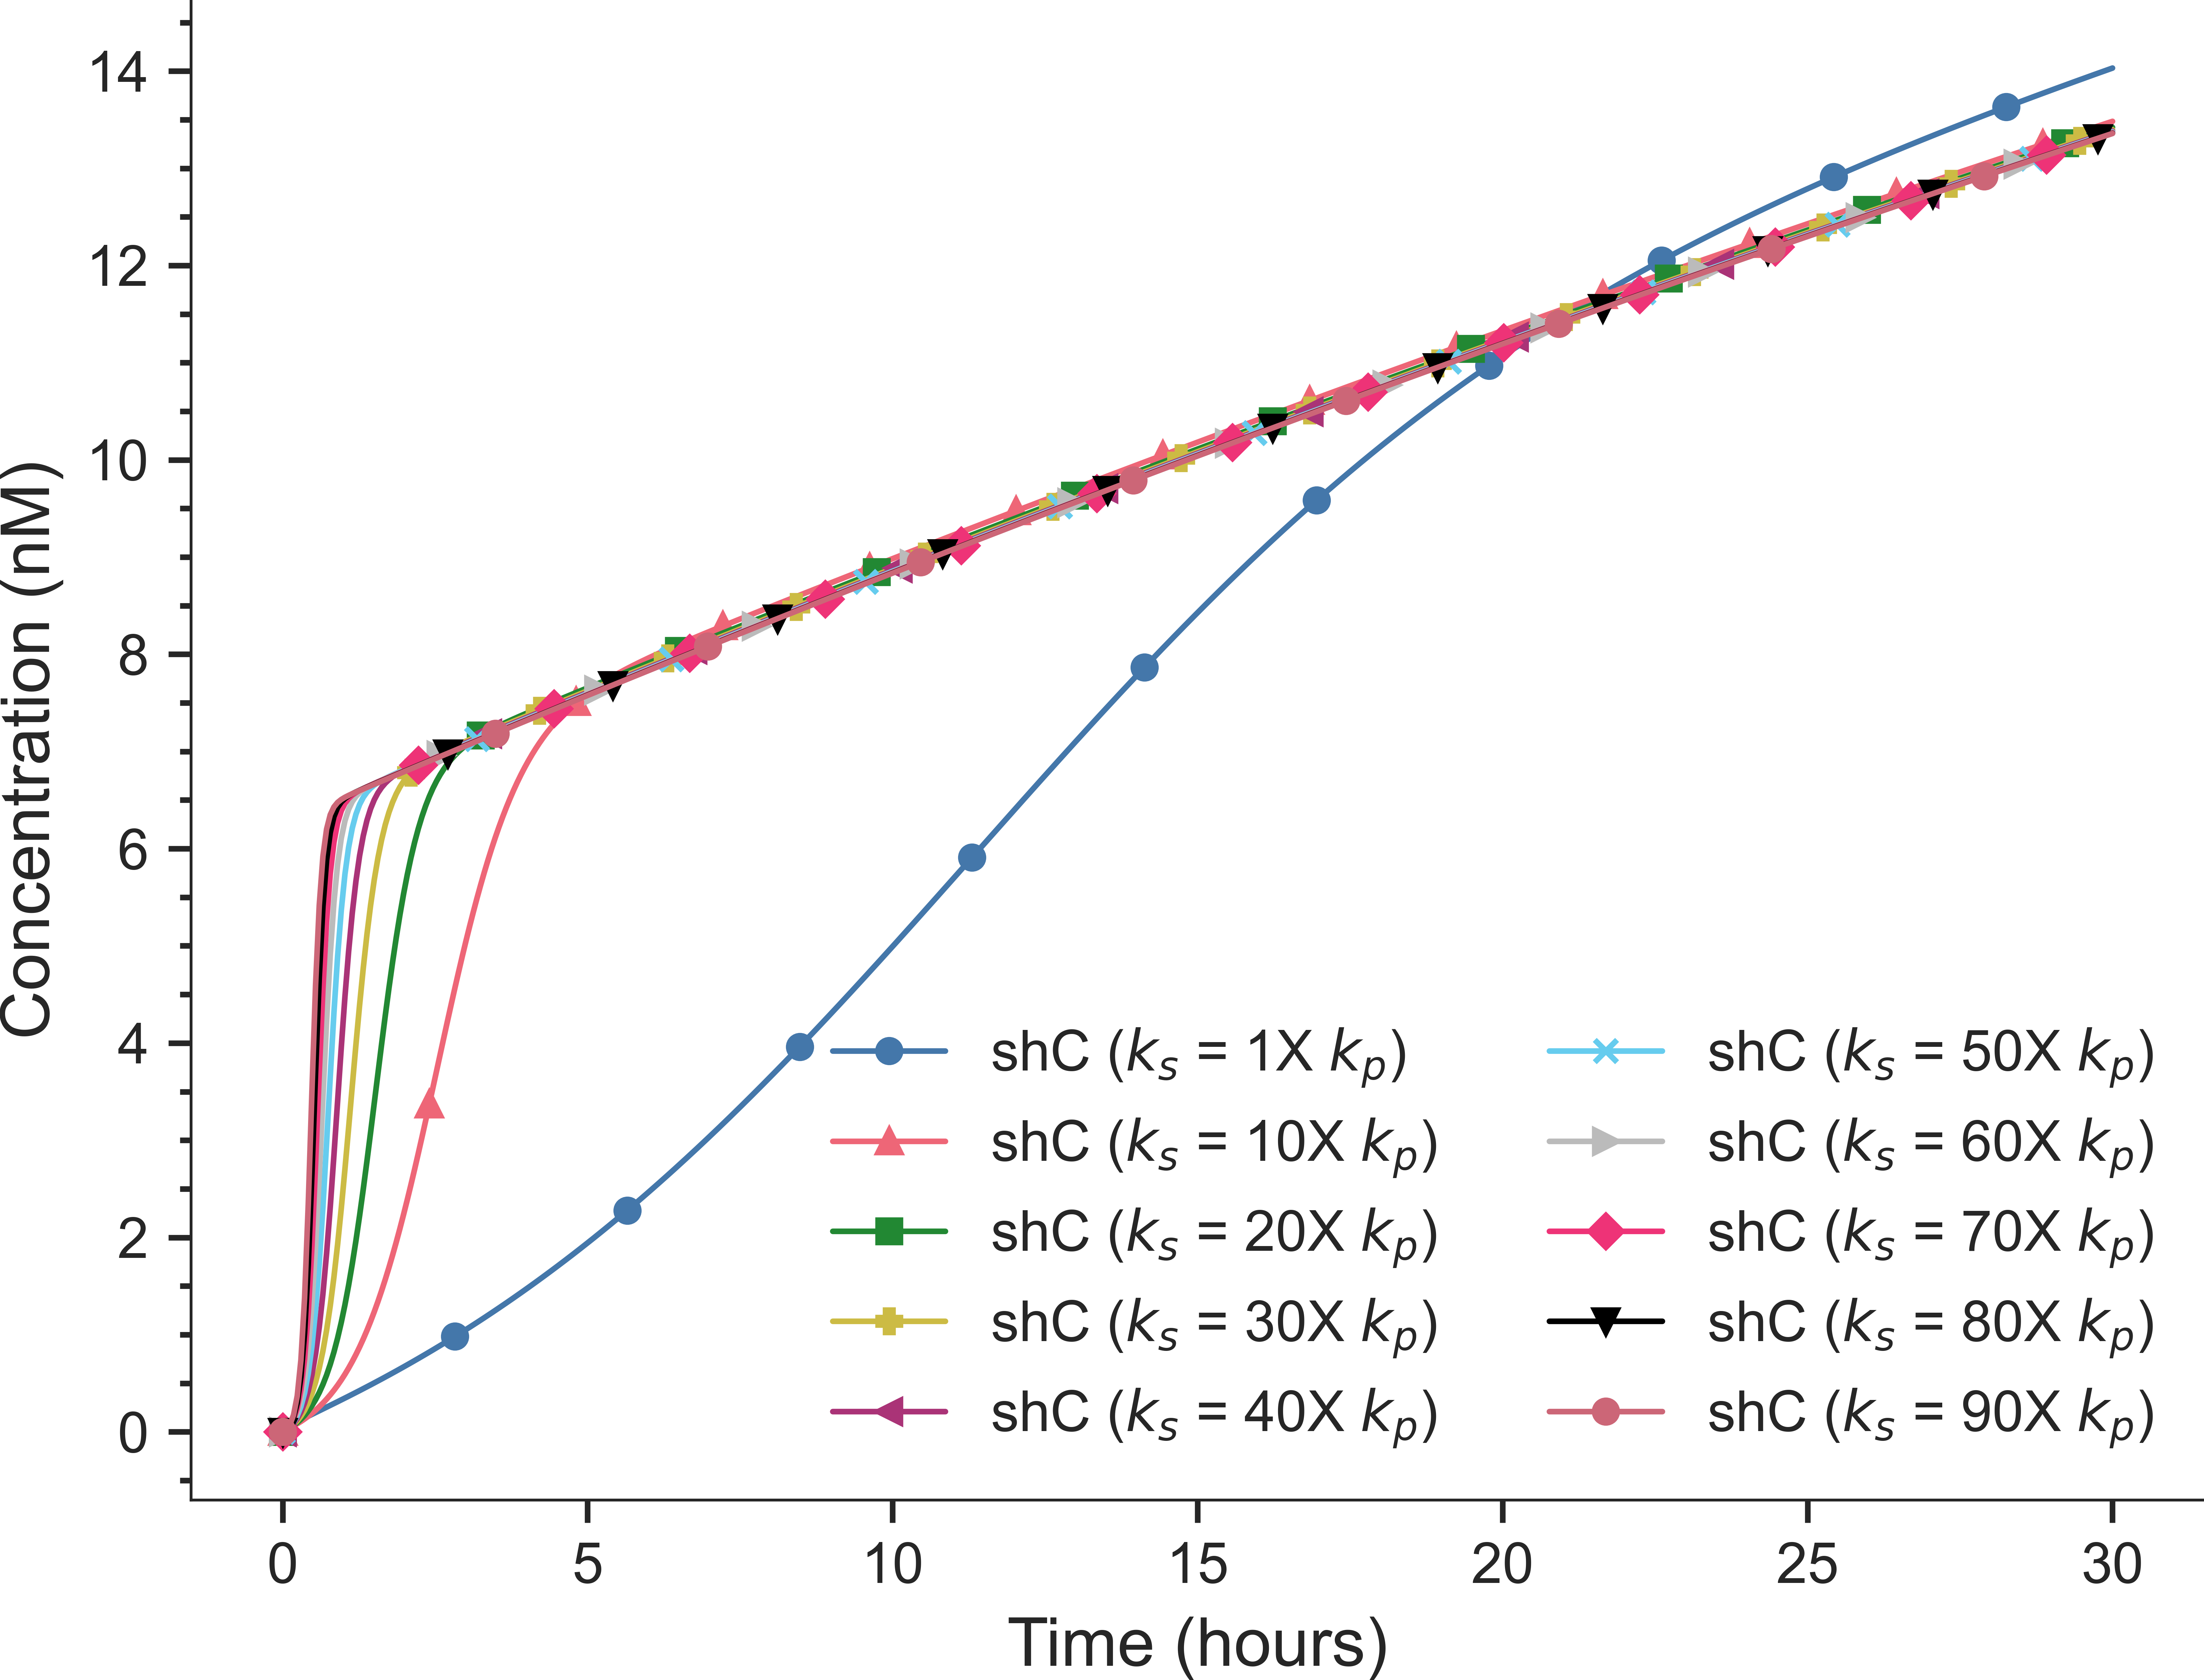 Concentration (nM)
14
12
10
8
6
4
2
0
shC (ks = 1X kp)
shC (ks = 10X kp)
shC (ks = 20X kp)
shC (ks = 30X kp)
shC (ks = 40X kp)
shC (ks = 50X kp)
shC (ks = 60X kp)
shC (ks = 70X kp)
shC (ks = 80X kp)
shC (ks = 90X kp)
0 5 10 15 20 25 30
Time (hours)